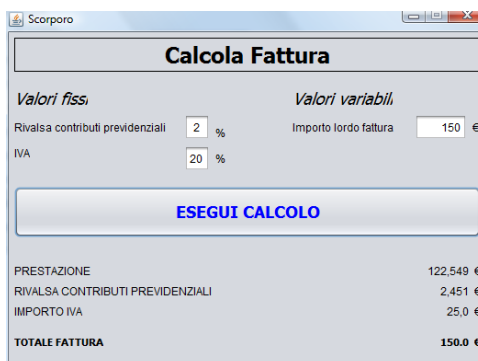 Scorporo
Calcola Fattura
Valori fissi
Valori variabili
Rivalsa contributi previdenziali 2 %
Importo lordo fattura 150 €
IVA 20 %
ESEGUI CALCOLO
PRESTAZIONE 122,549 €
RIVALSA CONTRIBUTI PREVIDENZIALI 2,451 €
IMPORTO IVA 25,0 €
TOTALE FATTURA 150.0 €